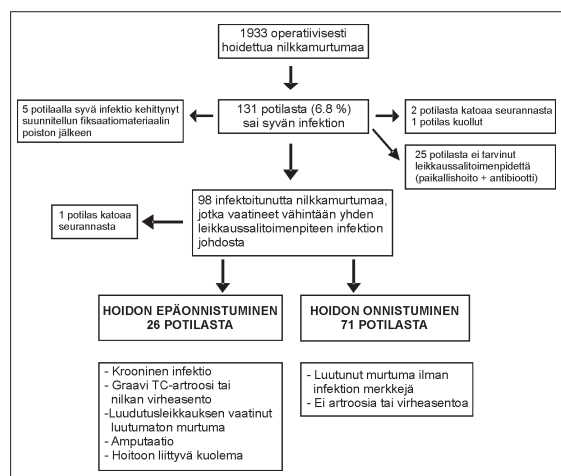 1933 operatiivisesti
hoidettua nilkkamurtumaa
5 potilaalla syvä infektio kehittynyt
suunnitellun fiksaatiomateriaalin
poiston jälkeen
131 potilasta (6.8 %)
sai syvän infektion
2 potilasta katoaa seurannasta
1 potilas kuollut
25 potilasta ei tarvinut
leikkaussalitoimenpidettä
(paikallishoito + antibiootti)
98 infektoitunutta nilkkamurtumaa,
jotka vaatineet vähintään yhden
leikkaussalitoimenpiteen infektion
johdosta
1 potilas katoaa
seurannasta
HOIDON EPÄONNISTUMINEN
26 POTILASTA
HOIDON ONNISTUMINEN
71 POTILASTA
- Krooninen infektio
- Graavi TC-artroosi tai
nilkan virheasento
-Luudutusleikkauksen vaatinut
luutumaton murtuma
- Amputaatio
- Hoitoon liittyvä kuolema
- Luutunut murtuma ilman
infektion merkkejä
- Ei artroosia tai virheasentoa